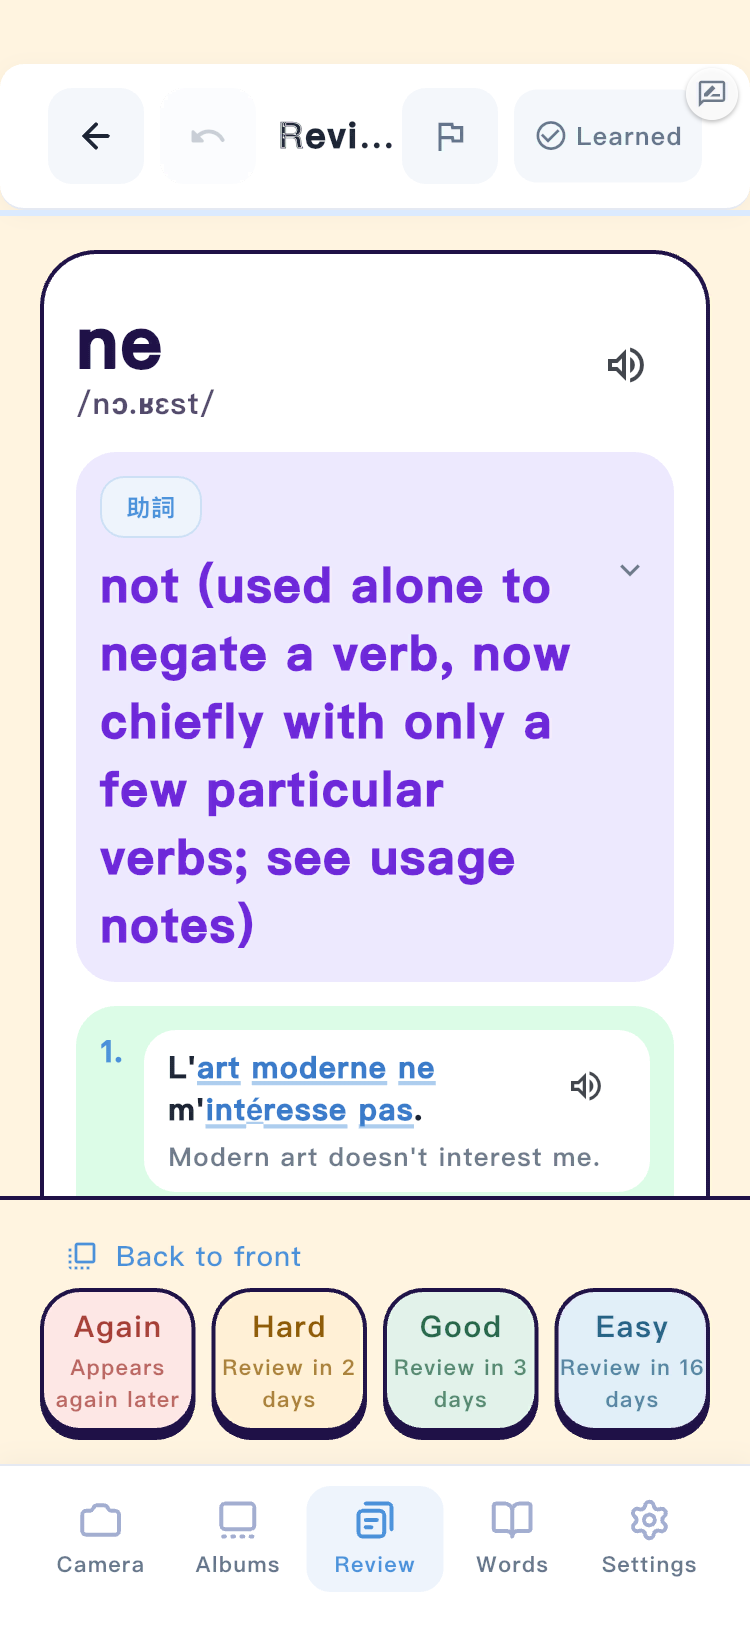 Revi...
Learned
ne
/nɔ.ʁɛst/
助詞
not (used alone to
negate a verb, now
chiefly with only a
few particular
verbs; see usage
notes)
1.
L'art moderne ne
m'intéresse pas.
Modern art doesn't interest me.
Back to front
Again
Appears
again later
Hard
Review in 2
days
Good
Review in 3
days
Easy
Review in 16
days
Camera
Albums
Review
Words
Settings